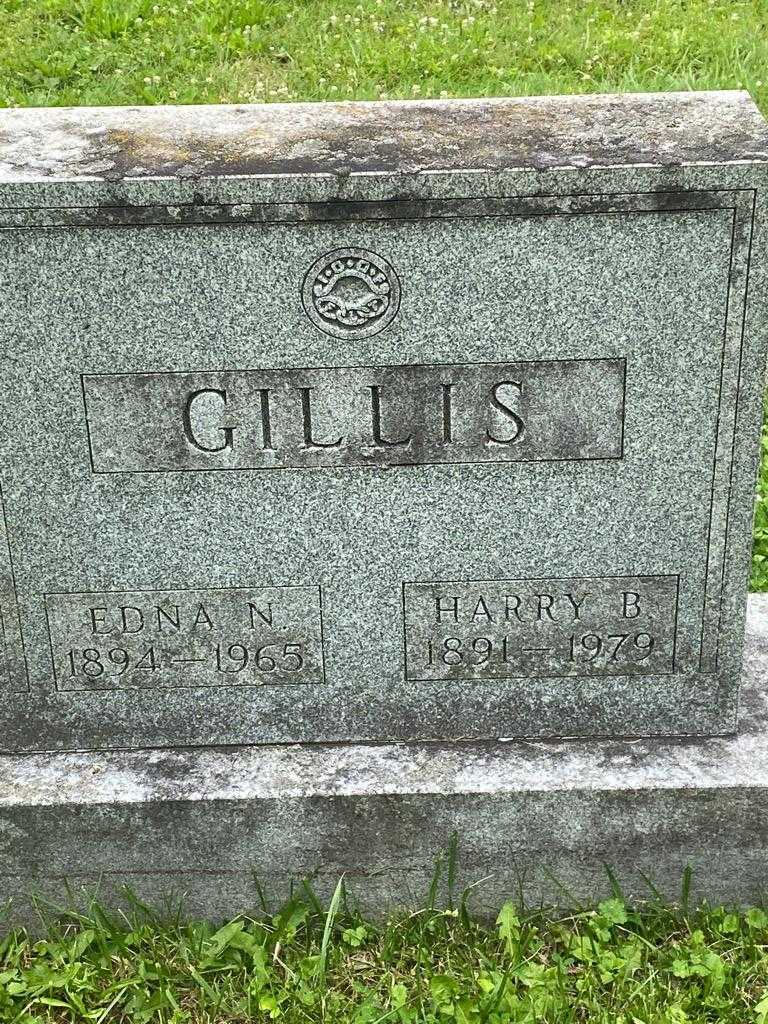 I·O·O·F
GILLIS
EDNA N.
1894—1965
HARRY B.
1891—1979